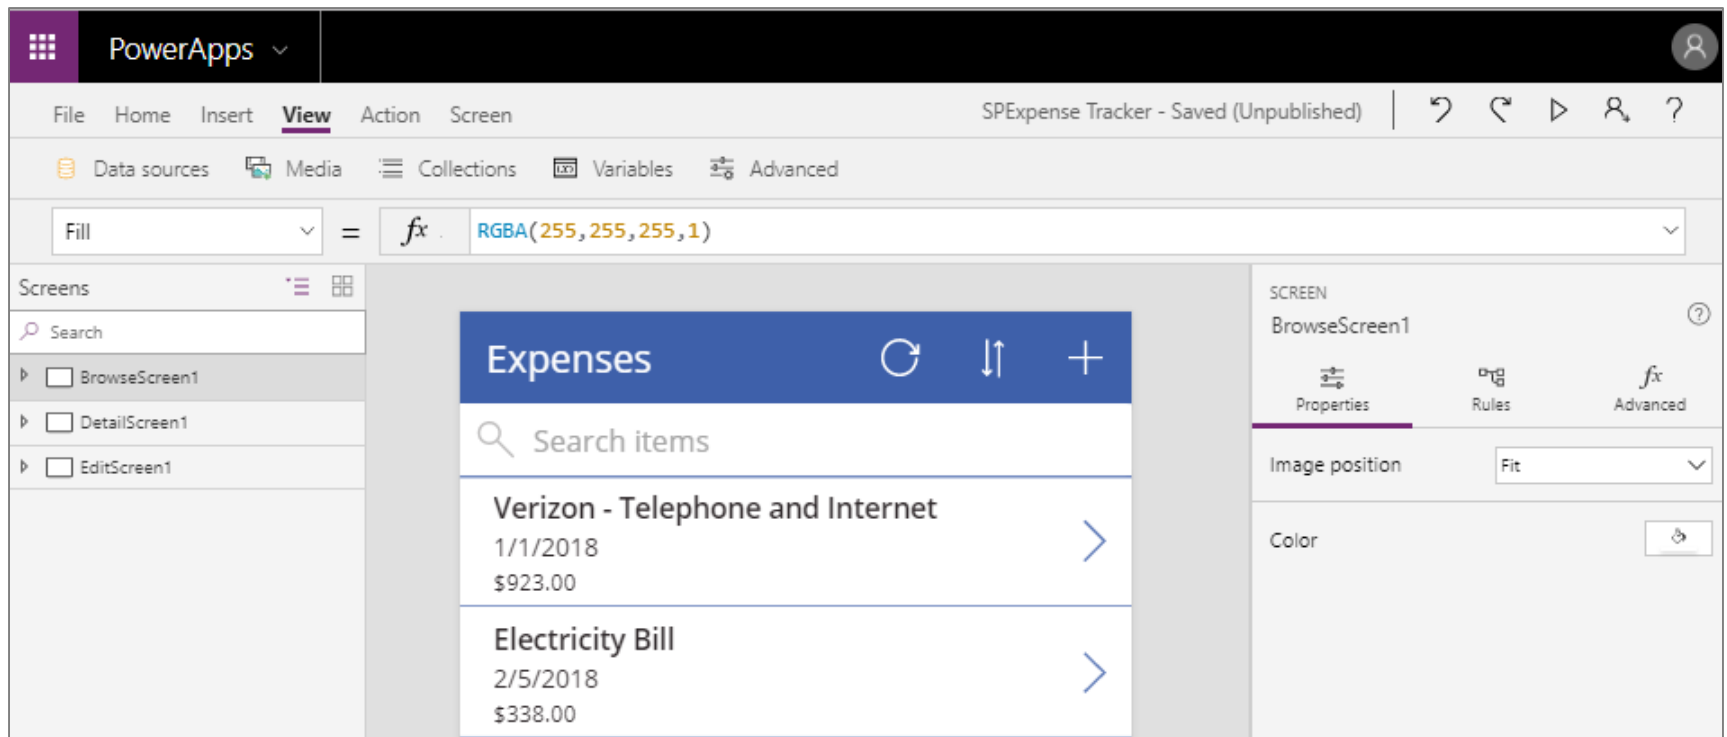 PowerApps
File Home Insert View Action Screen SPExpense Tracker - Saved (Unpublished)
Data sources Media Collections Variables Advanced
Fill = fx RGBA(255,255,255,1)
Screens
Search
BrowseScreen1
DetailScreen1
EditScreen1
Expenses
Search items
Verizon - Telephone and Internet
1/1/2018
$923.00
Electricity Bill
2/5/2018
$338.00
SCREEN
BrowseScreen1
Properties Rules Advanced
Image position Fit
Color